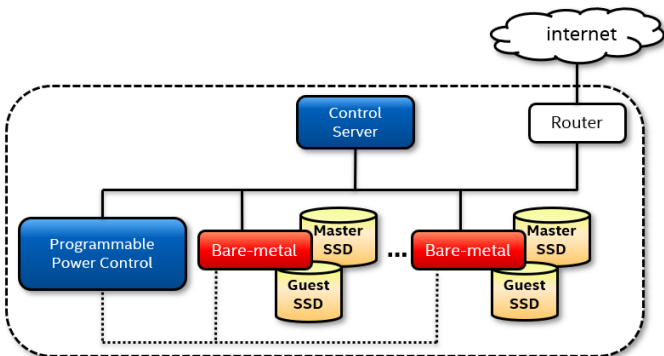 internet
Control
Server
Router
Programmable
Power Control
Bare-metal
Master
SSD
Guest
SSD
...
Bare-metal
Master
SSD
Guest
SSD